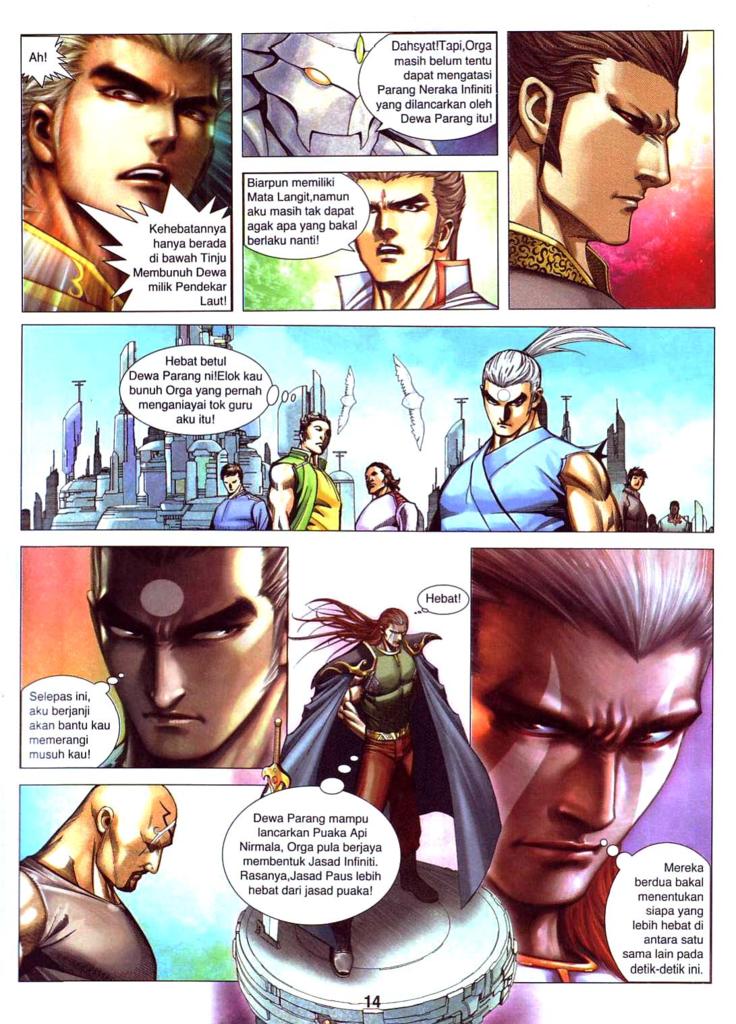 Ah!
Kehebatannya
hanya berada
di bawah Tinju
Membunuh Dewa
milik Pendekar
Laut!
Dahsyat!Tapi,Orga
masih belum tentu
dapat mengatasi
Parang Neraka Infiniti
yang dilancarkan oleh
Dewa Parang itu!
Biarpun memiliki
Mata Langit,namun
aku masih tak dapat
agak apa yang bakal
berlaku nanti!
Hebat betul
Dewa Parang ni!Elok kau
bunuh Orga yang pernah
menganiayai tok guru
aku itu!
Selepas ini,
aku berjanji
akan bantu kau
memerangi
musuh kau!
Hebat!
Dewa Parang mampu
lancarkan Puaka Api
Nirmala, Orga pula berjaya
membentuk Jasad Infiniti.
Rasanya,Jasad Paus lebih
hebat dari jasad puaka!
Mereka
berdua bakal
menentukan
siapa yang
lebih hebat di
antara satu
sama lain pada
detik-detik ini.
14